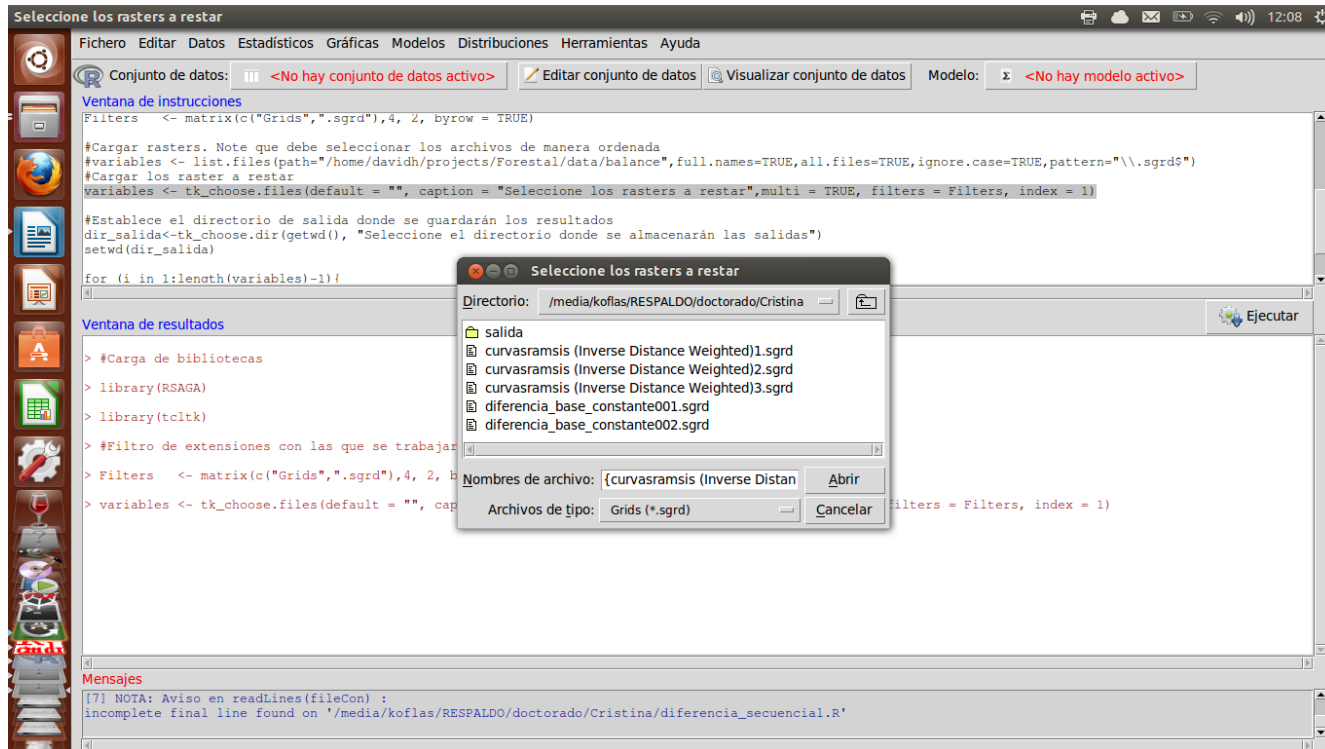 Seleccione los rasters a restar
12:08
Fichero Editar Datos Estadísticos Gráficas Modelos Distribuciones Herramientas Ayuda
Conjunto de datos: <No hay conjunto de datos activo> Editar conjunto de datos Visualizar conjunto de datos Modelo: Σ <No hay modelo activo>
Ventana de instrucciones
Filters <- matrix(c("Grids",".sgrd"),4, 2, byrow = TRUE)
#Cargar rasters. Note que debe seleccionar los archivos de manera ordenada
#variables <- list.files(path="/home/davidh/projects/Forestal/data/balance",full.names=TRUE,all.files=TRUE,ignore.case=TRUE,pattern="\\.sgrd$")
#Cargar los raster a restar
variables <- tk_choose.files(default = "", caption = "Seleccione los rasters a restar",multi = TRUE, filters = Filters, index = 1)
#Establece el directorio de salida donde se guardarán los resultados
dir_salida<-tk_choose.dir(getwd(), "Seleccione el directorio donde se almacenarán las salidas")
setwd(dir_salida)
for (i in 1:length(variables)-1){
Ejecutar
Ventana de resultados
> #Carga de bibliotecas
> library(RSAGA)
> library(tcltk)
> #Filtro de extensiones con las que se trabajar
> Filters <- matrix(c("Grids",".sgrd"),4, 2, b
> variables <- tk_choose.files(default = "", cap
ilters = Filters, index = 1)
Seleccione los rasters a restar
Directorio: /media/koflas/RESPALDO/doctorado/Cristina
salida
curvasramsis (Inverse Distance Weighted)1.sgrd
curvasramsis (Inverse Distance Weighted)2.sgrd
curvasramsis (Inverse Distance Weighted)3.sgrd
diferencia_base_constante001.sgrd
diferencia_base_constante002.sgrd
Nombres de archivo: {curvasramsis (Inverse Distan Abrir
Archivos de tipo: Grids (*.sgrd) Cancelar
Mensajes
[7] NOTA: Aviso en readLines(fileCon) :
incomplete final line found on '/media/koflas/RESPALDO/doctorado/Cristina/diferencia_secuencial.R'